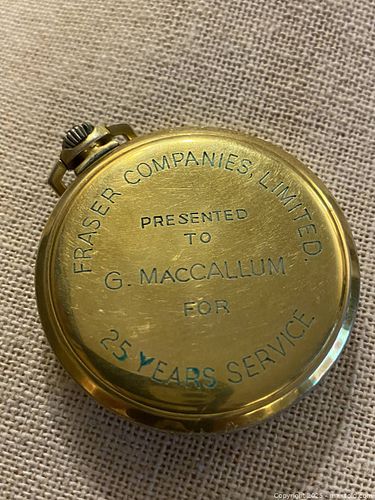 FRASER COMPANIES, LIMITED.
PRESENTED
TO
G. MACCALLUM
FOR
25 YEARS SERVICE